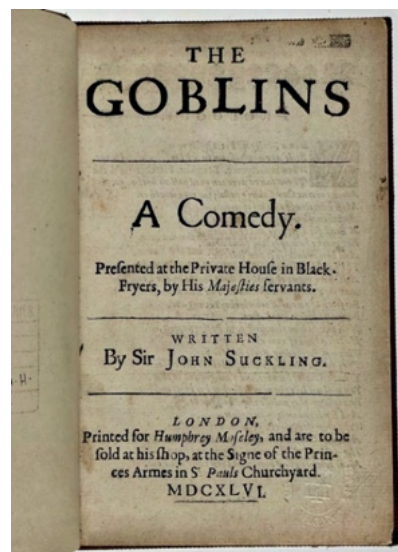 THE
GOBLINS
A Comedy.
Preſented at the Private Houſe in Black-
Fryers, by His Majeſties ſervants.
WRITTEN
By Sir JOHN SUCKLING.
LONDON,
Printed for Humphrey Moſeley, and are to be
ſold at his ſhop, at the Signe of the Prin-
ces Armes in St Pauls Churchyard.
MDCXLVI.
H.